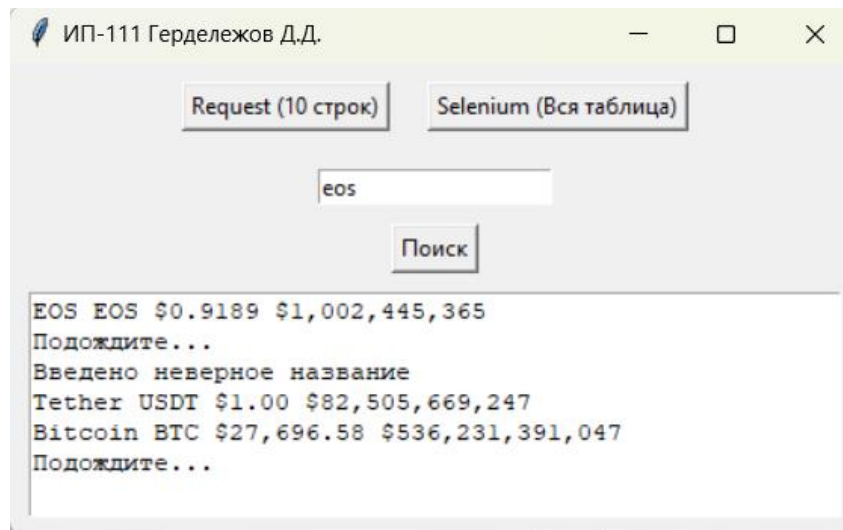 ИП-111 Гердележов Д.Д.
Request (10 строк) Selenium (Вся таблица)
eos
Поиск
EOS EOS $0.9189 $1,002,445,365
Подождите...
Введено неверное название
Tether USDT $1.00 $82,505,669,247
Bitcoin BTC $27,696.58 $536,231,391,047
Подождите...